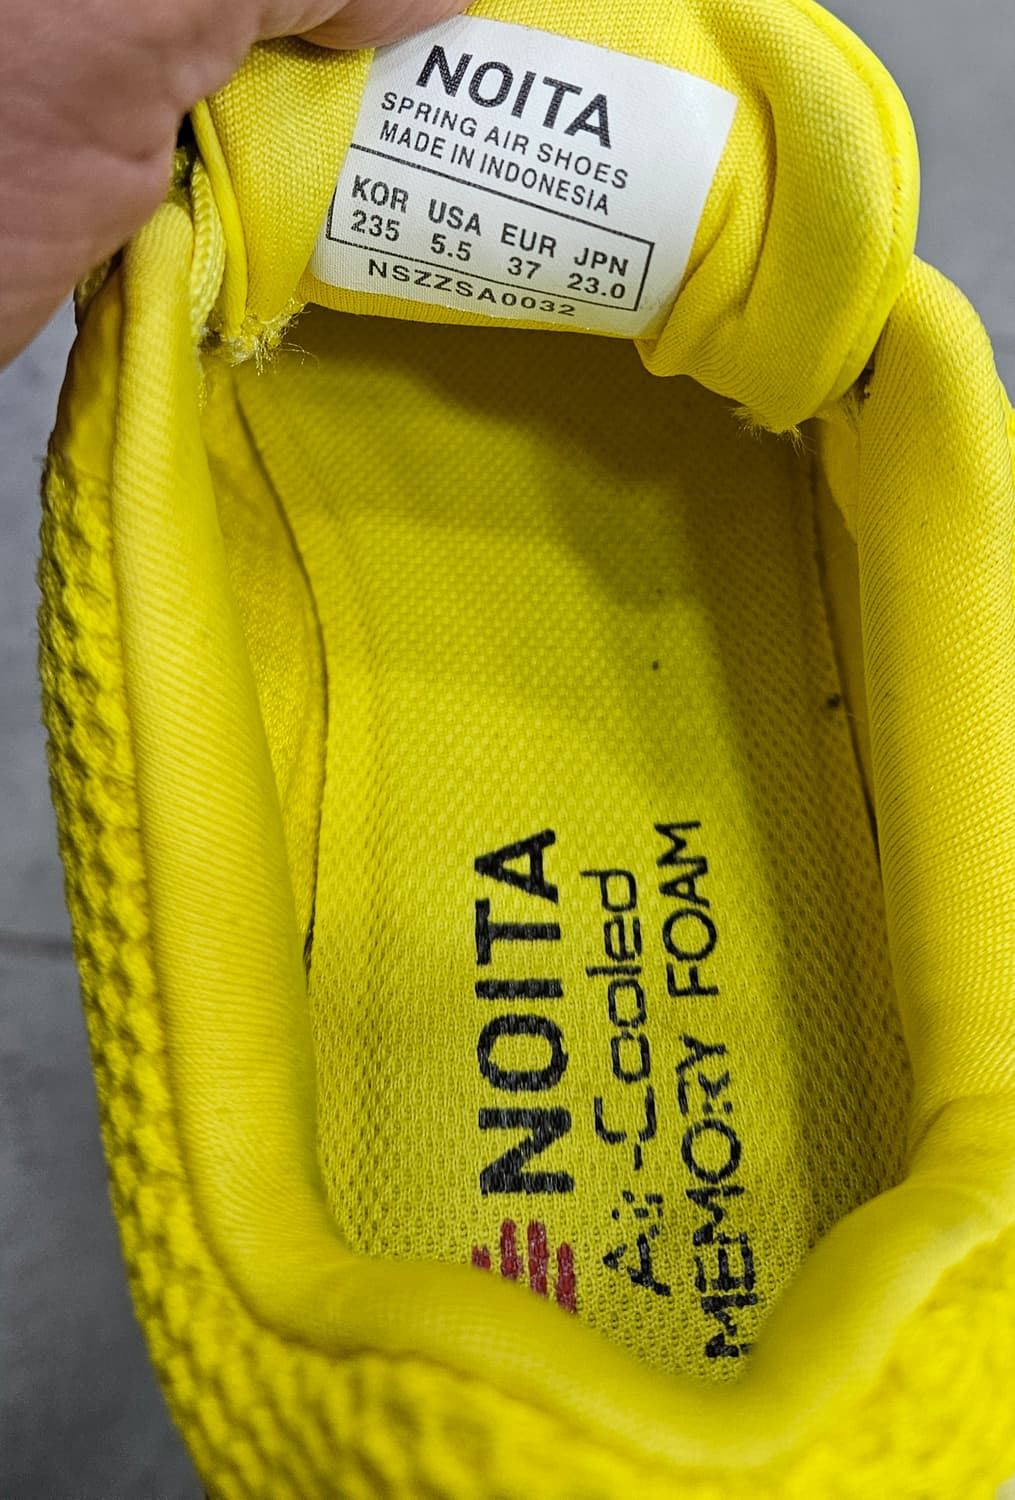 NOITA
SPRING AIR SHOES
MADE IN INDONESIA
KOR USA EUR JPN
235 5.5 37 23.0
NSZZSA0032
NOITA
Air-Cooled
MEMORY FOAM